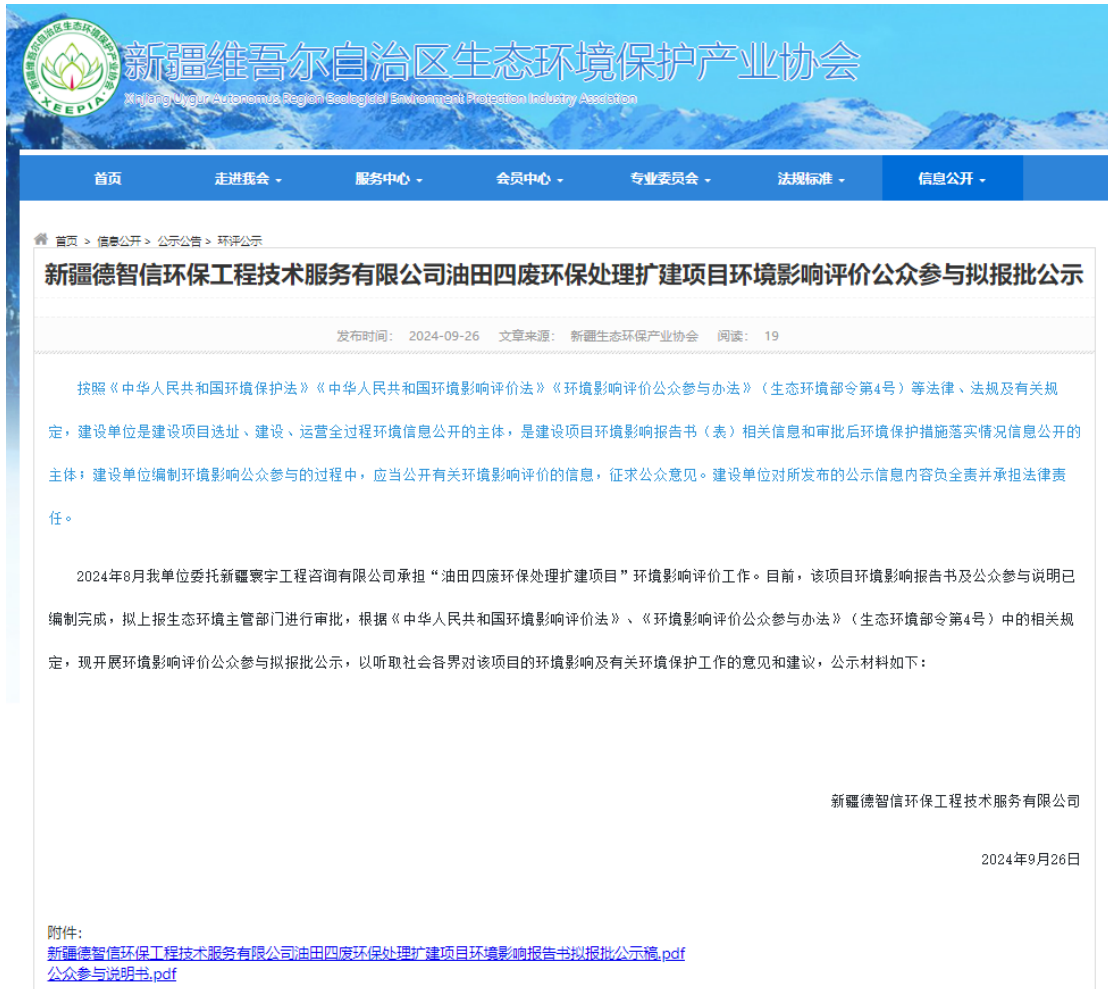 新疆维吾尔自治区生态环境保护产业协会
Xinjiang Uygur Autonomus Region Ecologicial Environment Protection Industry Assciation
XEEPIA
首页 走进我会 服务中心 会员中心 专业委员会 法规标准 信息公开
首页 > 信息公开 > 公示公告 > 环评公示
新疆德智信环保工程技术服务有限公司油田四废环保处理扩建项目环境影响评价公众参与拟报批公示
发布时间： 2024-09-26 文章来源： 新疆生态环保产业协会 阅读： 19
按照《中华人民共和国环境保护法》《中华人民共和国环境影响评价法》《环境影响评价公众参与办法》（生态环境部令第4号）等法律、法规及有关规
定，建设单位是建设项目选址、建设、运营全过程环境信息公开的主体，是建设项目环境影响报告书（表）相关信息和审批后环境保护措施落实情况信息公开的
主体；建设单位编制环境影响公众参与的过程中，应当公开有关环境影响评价的信息，征求公众意见。建设单位对所发布的公示信息内容负全责并承担法律责
任。
2024年8月我单位委托新疆寰宇工程咨询有限公司承担“油田四废环保处理扩建项目”环境影响评价工作。目前，该项目环境影响报告书及公众参与说明已
编制完成，拟上报生态环境主管部门进行审批，根据《中华人民共和国环境影响评价法》、《环境影响评价公众参与办法》（生态环境部令第4号）中的相关规
定，现开展环境影响评价公众参与拟报批公示，以听取社会各界对该项目的环境影响及有关环境保护工作的意见和建议，公示材料如下：
新疆德智信环保工程技术服务有限公司
2024年9月26日
附件：
新疆德智信环保工程技术服务有限公司油田四废环保处理扩建项目环境影响报告书拟报批公示稿.pdf
公众参与说明书.pdf